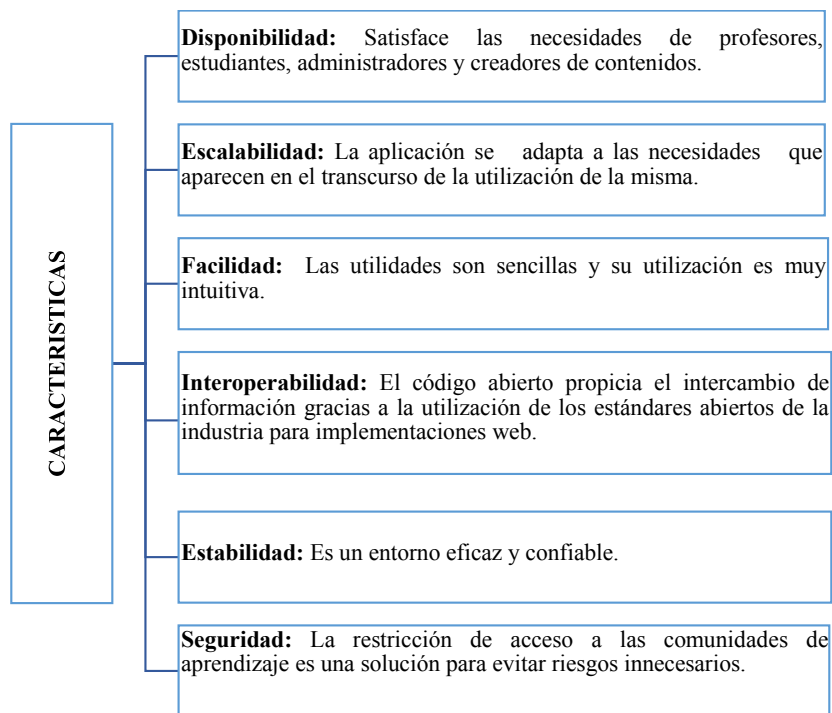 Disponibilidad: Satisface las necesidades de profesores,
estudiantes, administradores y creadores de contenidos.
Escalabilidad: La aplicación se adapta a las necesidades que
aparecen en el transcurso de la utilización de la misma.
CARACTERISTICAS
Facilidad: Las utilidades son sencillas y su utilización es muy
intuitiva.
Interoperabilidad: El código abierto propicia el intercambio de
información gracias a la utilización de los estándares abiertos de la
industria para implementaciones web.
Estabilidad: Es un entorno eficaz y confiable.
Seguridad: La restricción de acceso a las comunidades de
aprendizaje es una solución para evitar riesgos innecesarios.